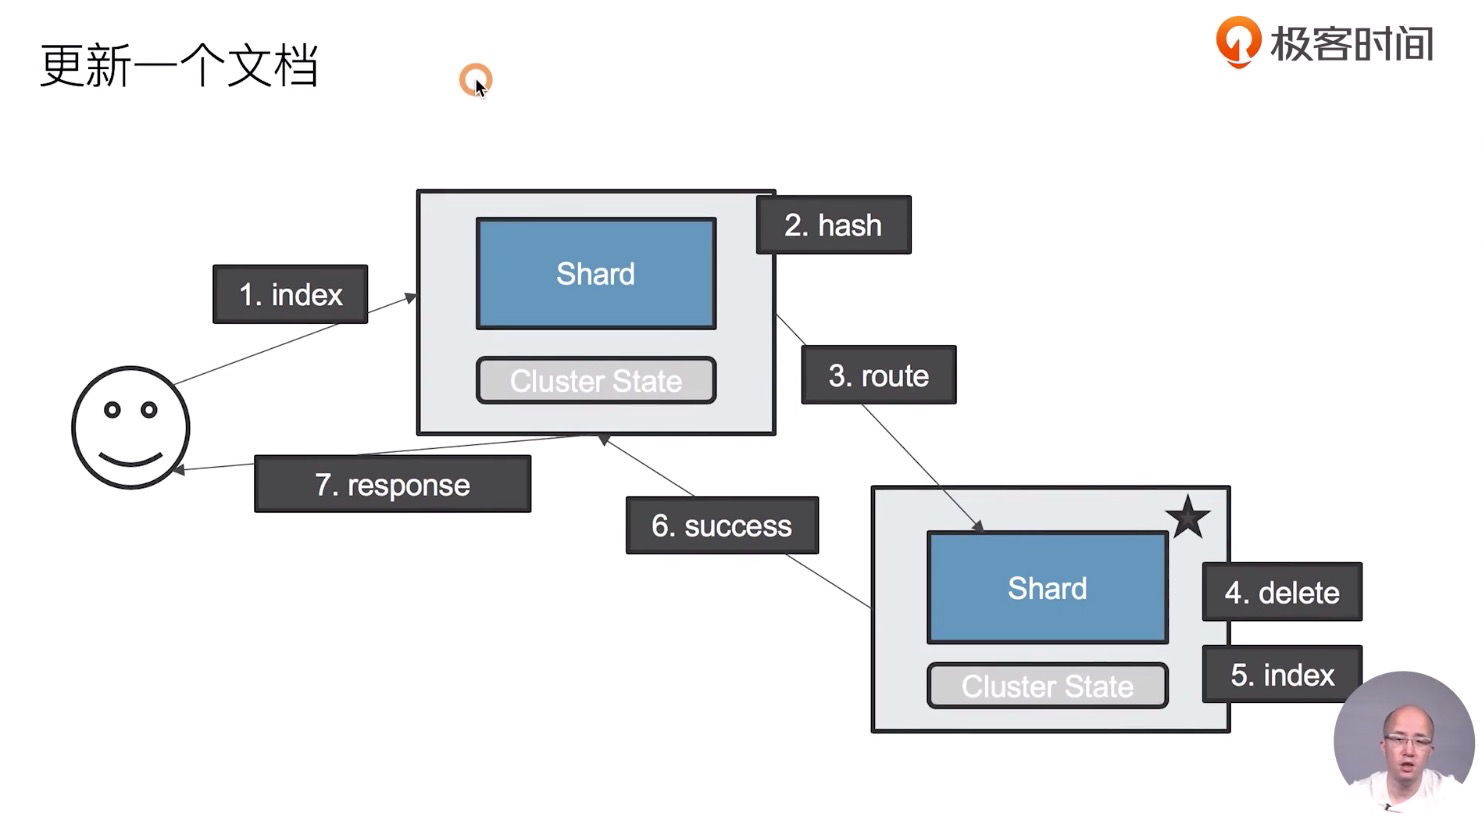 更新一个文档
极客时间
2. hash
Shard
1. index
Cluster State
3. route
7. response
6. success
Shard
4. delete
5. index
Cluster State